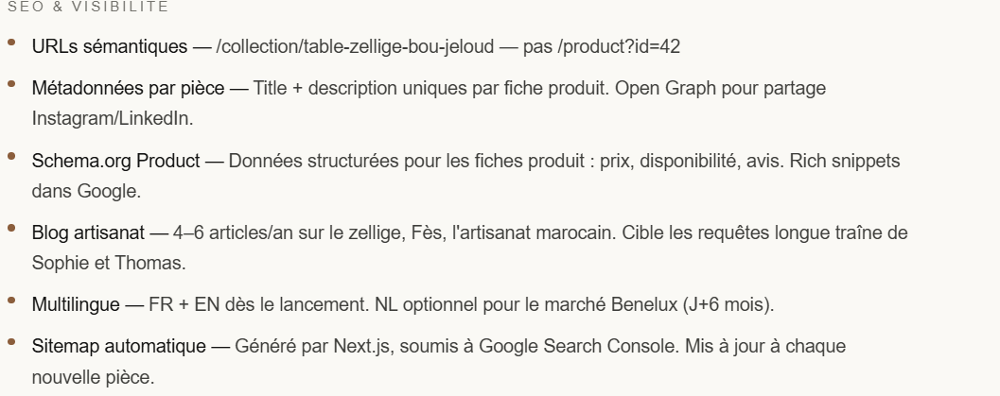 SEO & VISIBILITÉ
URLs sémantiques — /collection/table-zellige-bou-jeloud — pas /product?id=42
Métadonnées par pièce — Title + description uniques par fiche produit. Open Graph pour partage
Instagram/LinkedIn.
Schema.org Product — Données structurées pour les fiches produit : prix, disponibilité, avis. Rich snippets
dans Google.
Blog artisanat — 4–6 articles/an sur le zellige, Fès, l'artisanat marocain. Cible les requêtes longue traîne de
Sophie et Thomas.
Multilingue — FR + EN dès le lancement. NL optionnel pour le marché Benelux (J+6 mois).
Sitemap automatique — Généré par Next.js, soumis à Google Search Console. Mis à jour à chaque
nouvelle pièce.